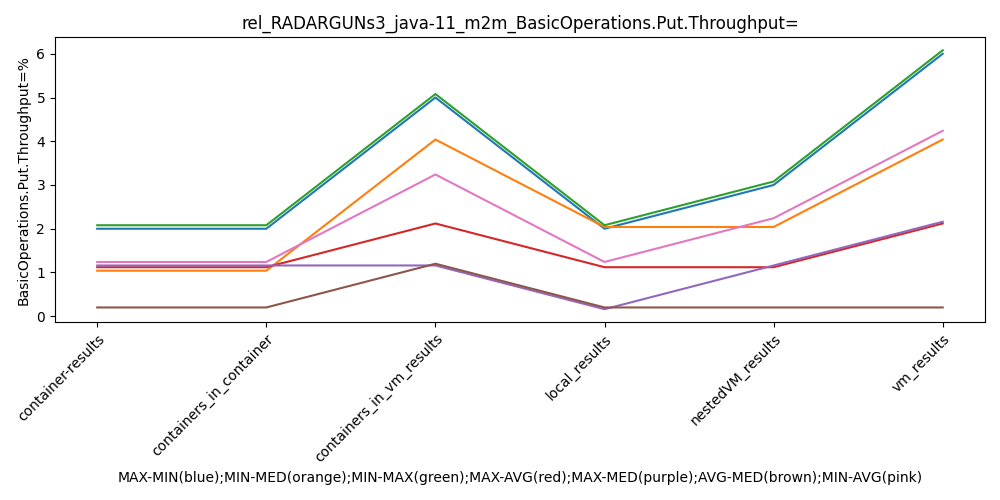 rel_RADARGUNs3_java-11_m2m_BasicOperations.Put.Throughput=
BasicOperations.Put.Throughput=%
6
5
4
3
2
1
0
container-results
containers_in_container
containers_in_vm_results
local_results
nestedVM_results
vm_results
MAX-MIN(blue);MIN-MED(orange);MIN-MAX(green);MAX-AVG(red);MAX-MED(purple);AVG-MED(brown);MIN-AVG(pink)